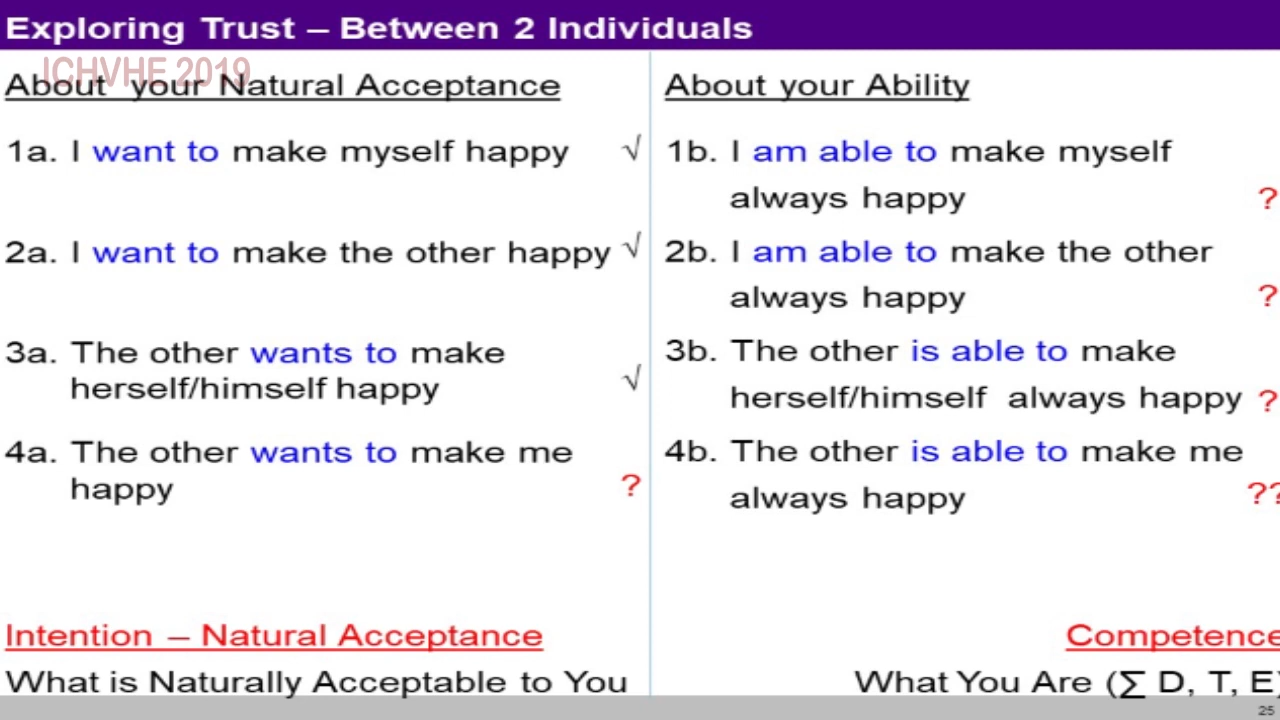 Exploring Trust – Between 2 Individuals
ICHVHE 2019
About your Natural Acceptance
1a. I want to make myself happy √
2a. I want to make the other happy √
3a. The other wants to make
herself/himself happy √
4a. The other wants to make me
happy ?
Intention – Natural Acceptance
What is Naturally Acceptable to You
About your Ability
1b. I am able to make myself
always happy ?
2b. I am able to make the other
always happy ?
3b. The other is able to make
herself/himself always happy ?
4b. The other is able to make me
always happy ??
Competence
What You Are (∑ D, T, E)
25